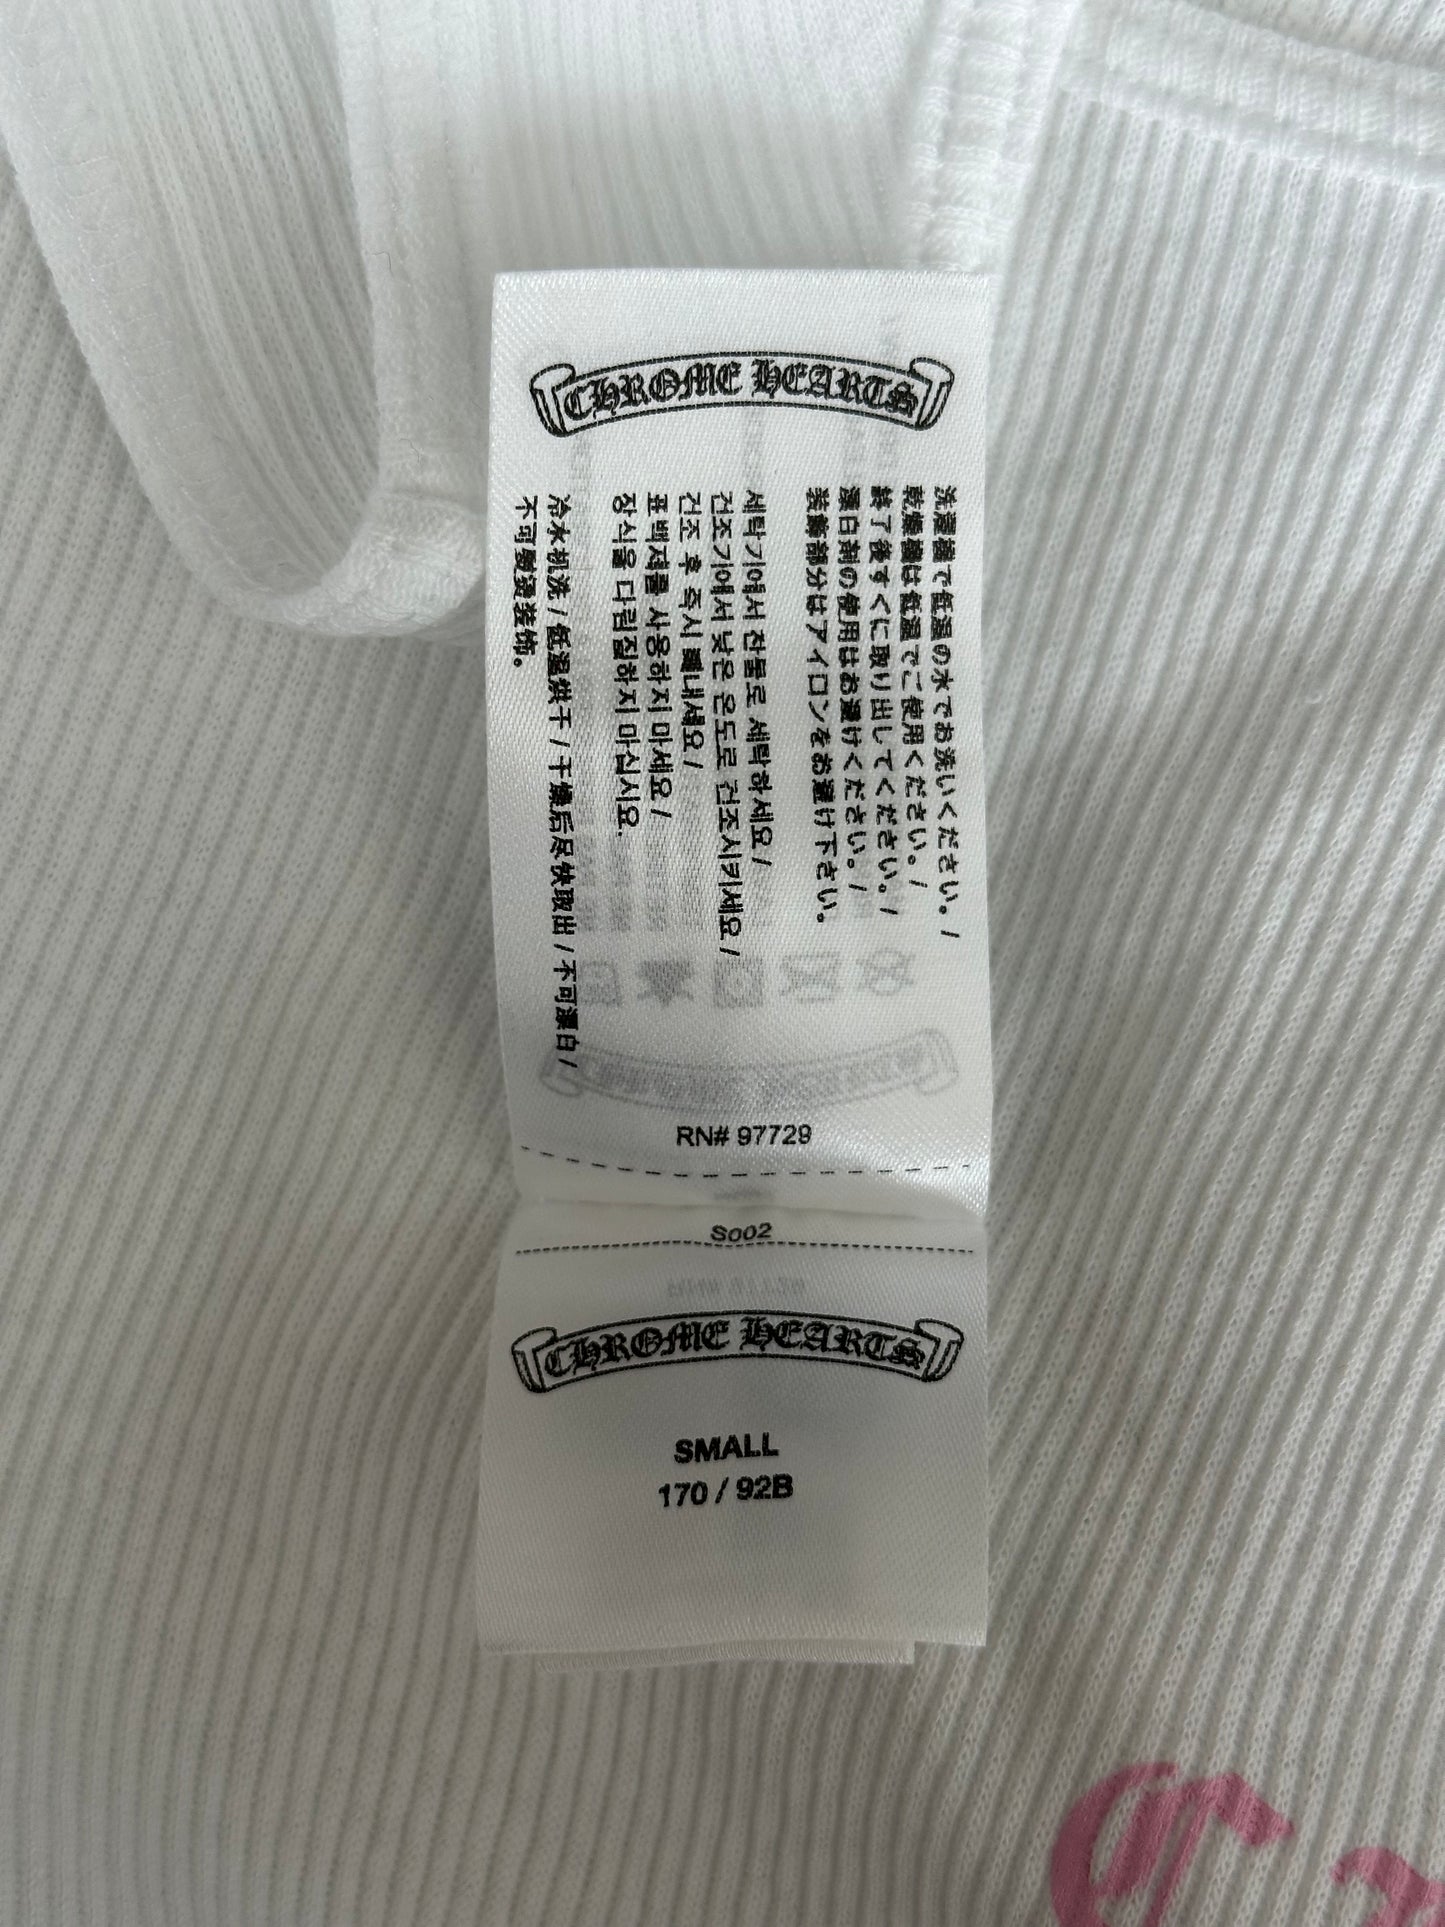 CHROME HEARTS
洗濯機で低温の水でお洗いください。/
乾燥機は低温でご使用ください。/
終了後すぐに取り出してください。/
漂白剤の使用はお避けください。/
装飾部分はアイロンをお避け下さい。
세탁기에서 찬물로 세탁하세요 /
건조기에서 낮은 온도로 건조시키세요 /
건조 후 즉시 빼내세요 /
표백제를 사용하지 마세요 /
장식을 다림질하지 마십시요.
冷水机洗 / 低温烘干 / 干燥后尽快取出 / 不可漂白 /
不可熨烫装饰。
RN# 97729
S002
CHROME HEARTS
SMALL
170 / 92B